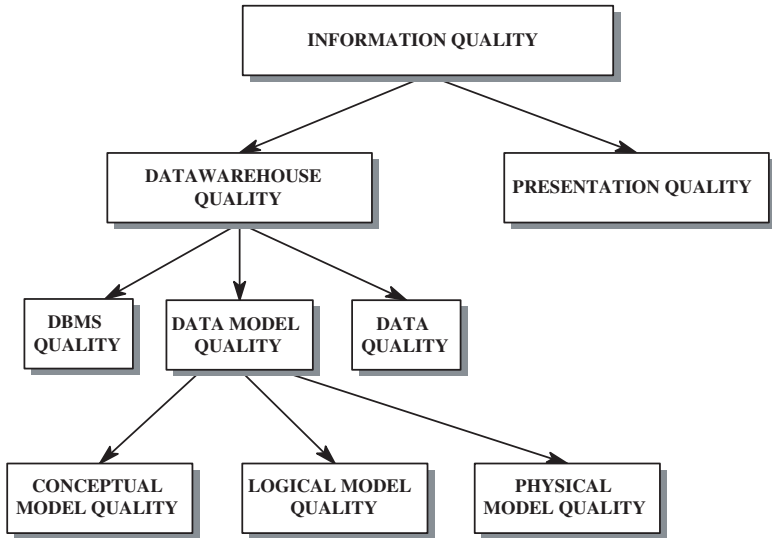 INFORMATION QUALITY
DATAWAREHOUSE
QUALITY
PRESENTATION QUALITY
DBMS
QUALITY
DATA MODEL
QUALITY
DATA
QUALITY
CONCEPTUAL
MODEL QUALITY
LOGICAL MODEL
QUALITY
PHYSICAL
MODEL QUALITY